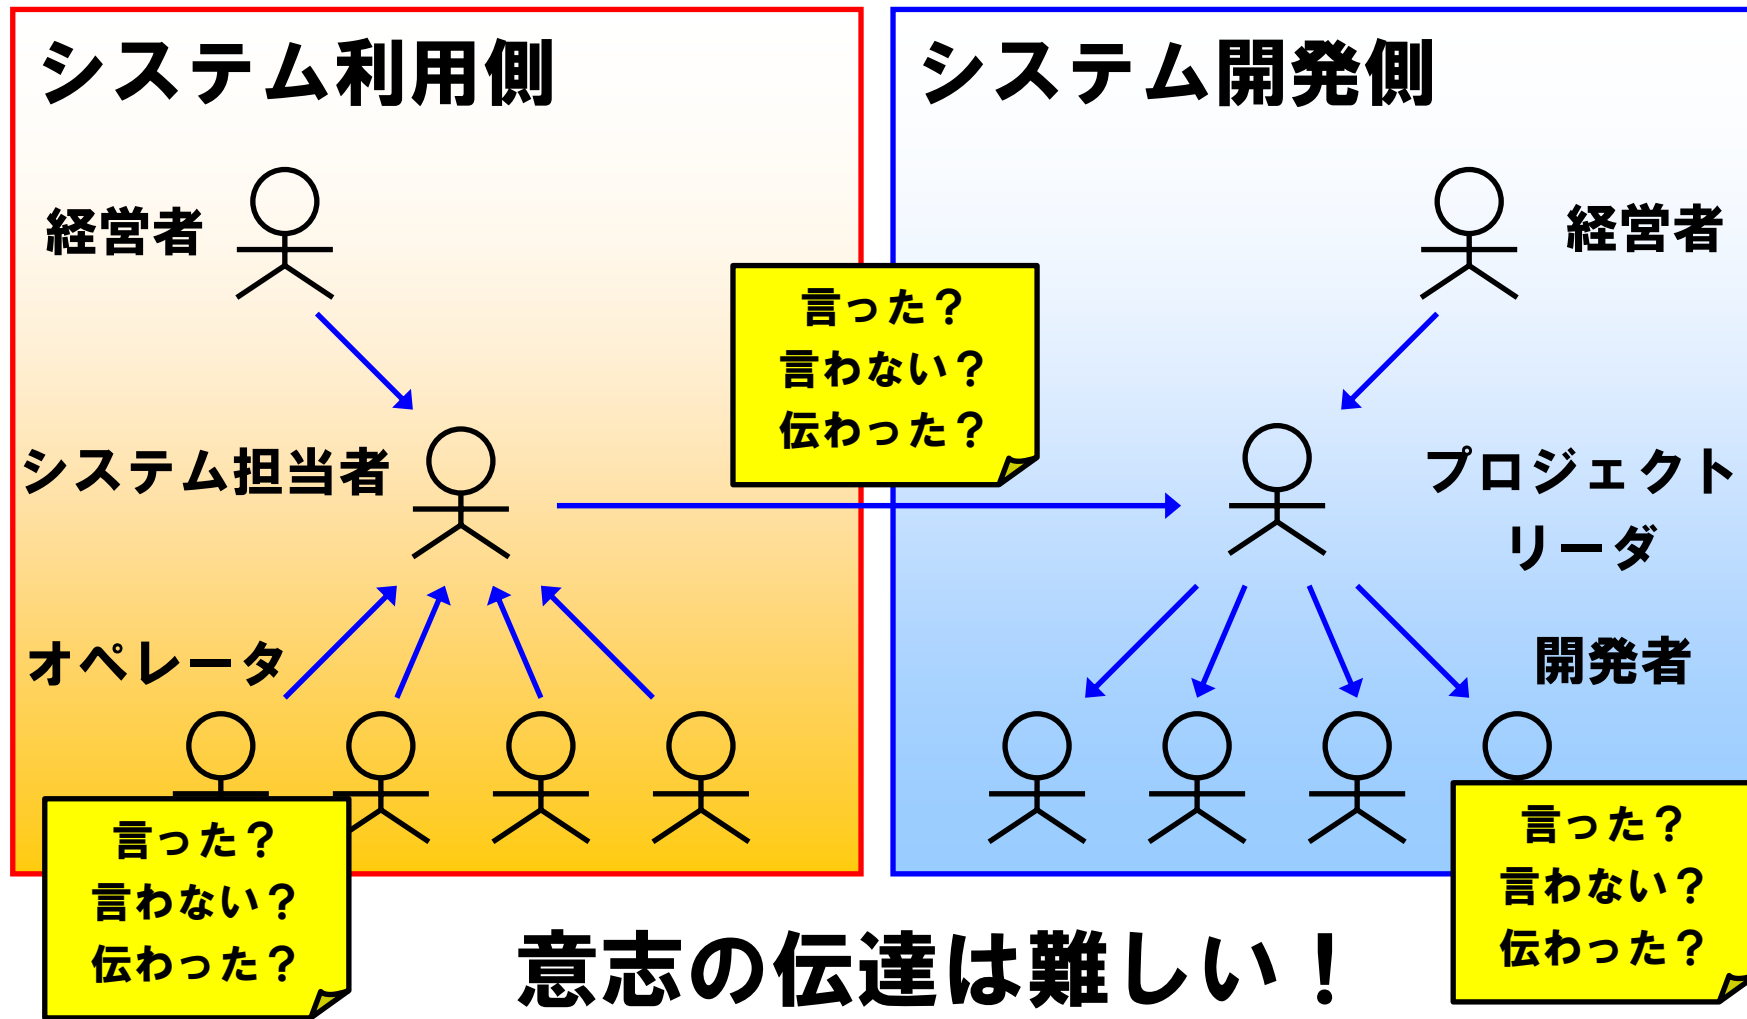 システム利用側
システム開発側
経営者
経営者
言った？
言わない？
伝わった？
システム担当者
プロジェクト
リーダ
オペレータ
開発者
言った？
言わない？
伝わった？
言った？
言わない？
伝わった？
意志の伝達は難しい！